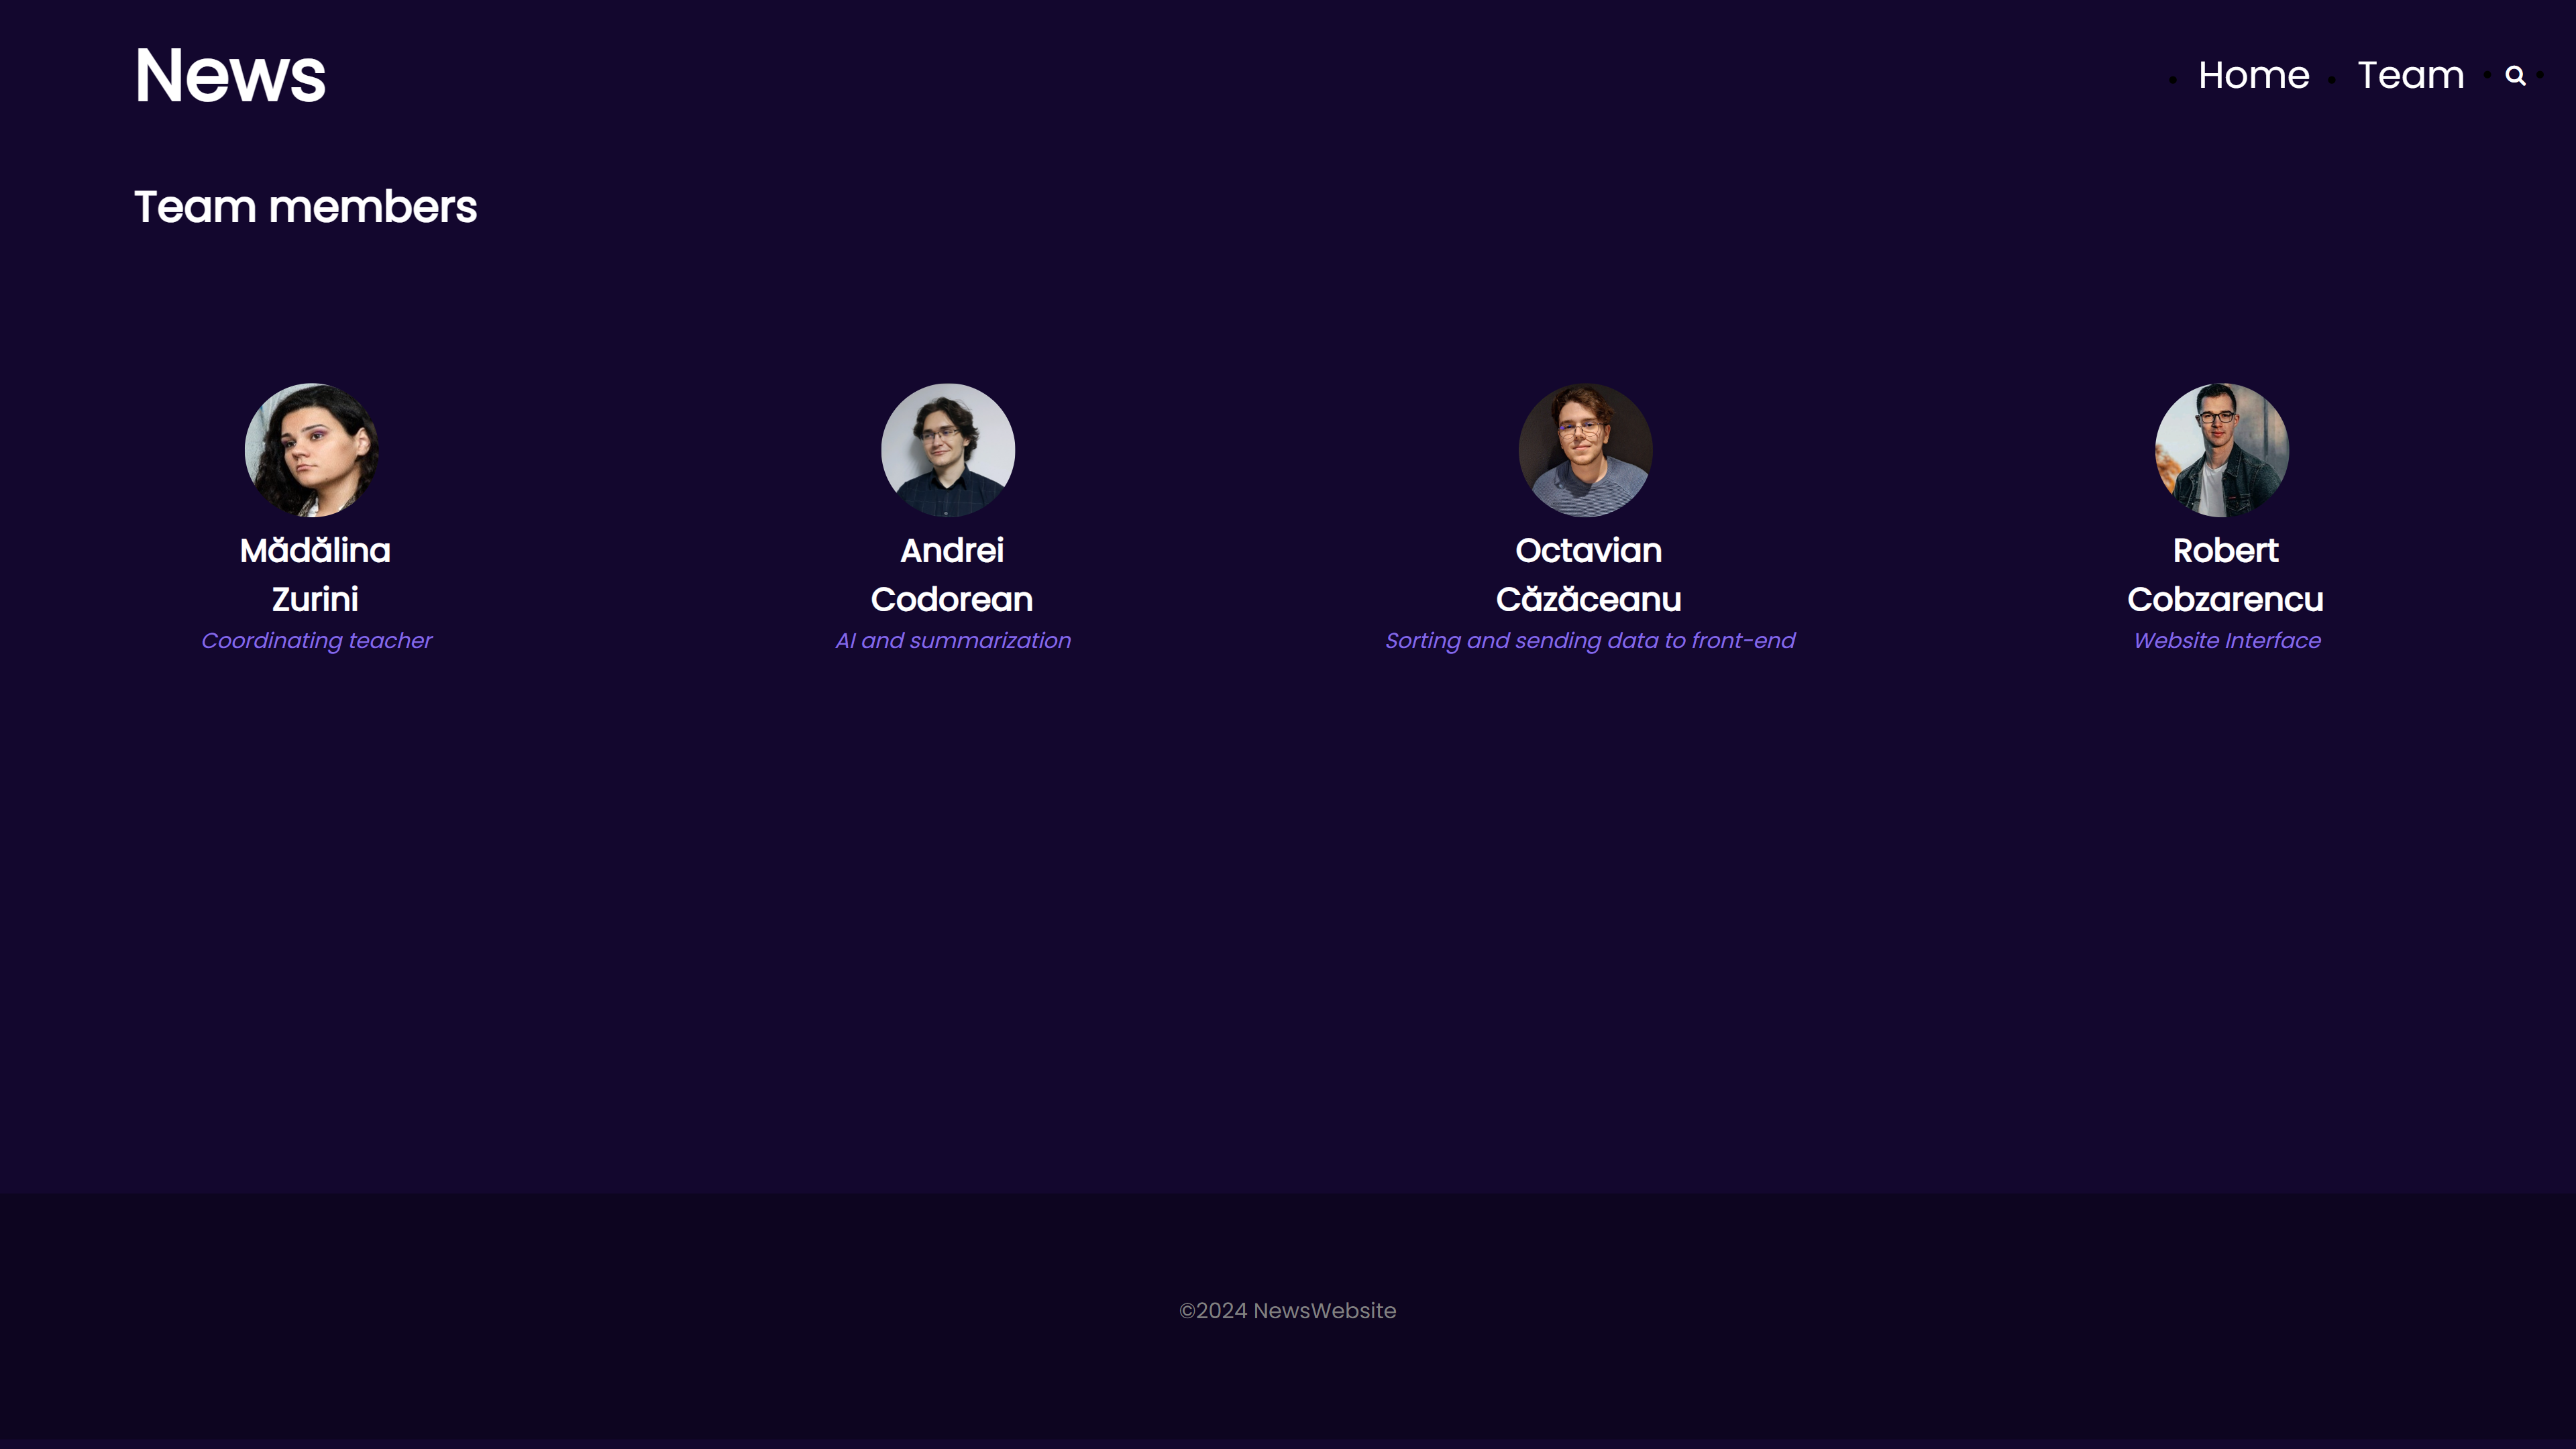 News
Home
Team
Team members
Mădălina
Zurini
Coordinating teacher
Andrei
Codorean
AI and summarization
Octavian
Căzăceanu
Sorting and sending data to front-end
Robert
Cobzarencu
Website Interface
©2024 NewsWebsite